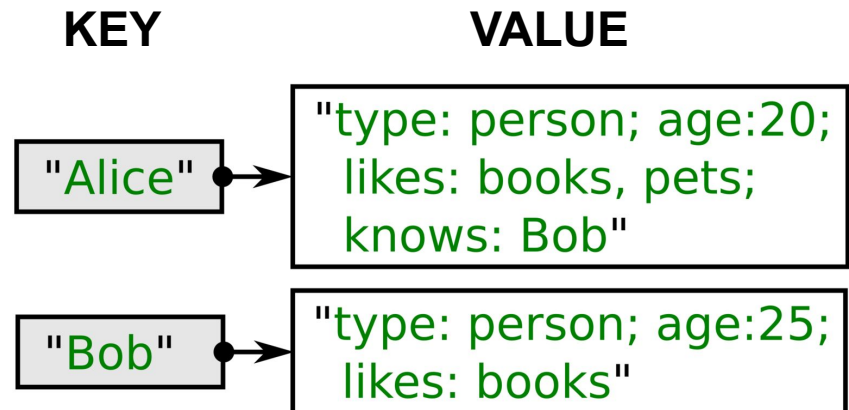 KEY VALUE
"Alice"
"type: person; age:20;
likes: books, pets;
knows: Bob"
"Bob"
"type: person; age:25;
likes: books"